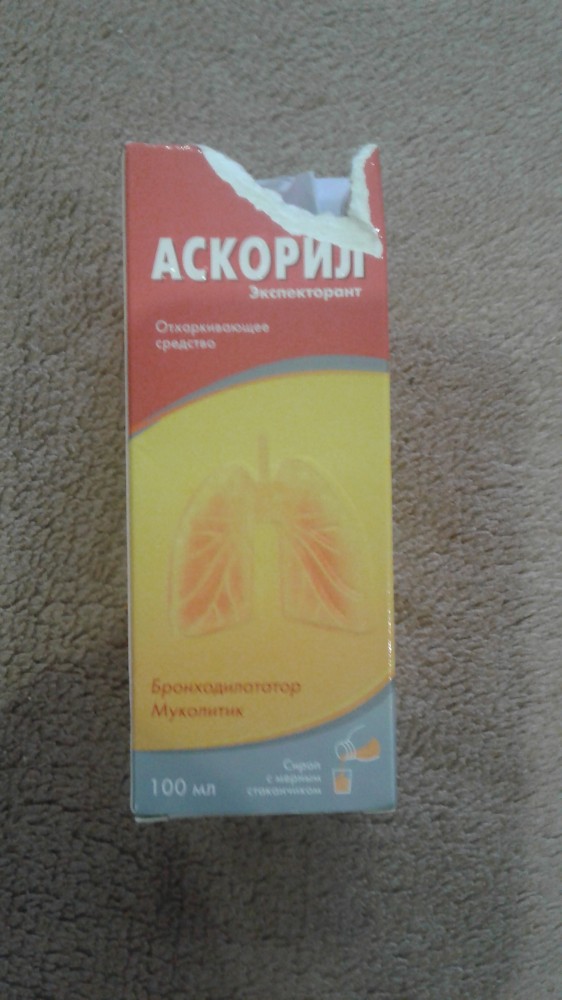 АСКОРИЛ
Экспекторант
Отхаркивающее
средство
Бронходилататор
Муколитик
Сироп
с мерным
стаканчиком
100 мл